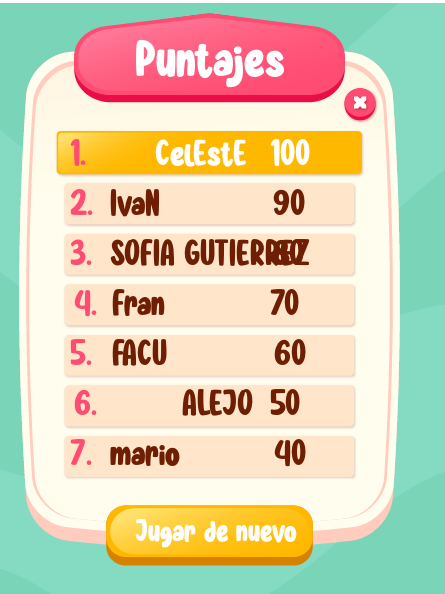 Puntajes
1. CelEstE 100
2. IvaN 90
3. SOFIA GUTIERREZ
4. Fran 70
5. FACU 60
6. ALEJO 50
7. mario 40
Jugar de nuevo